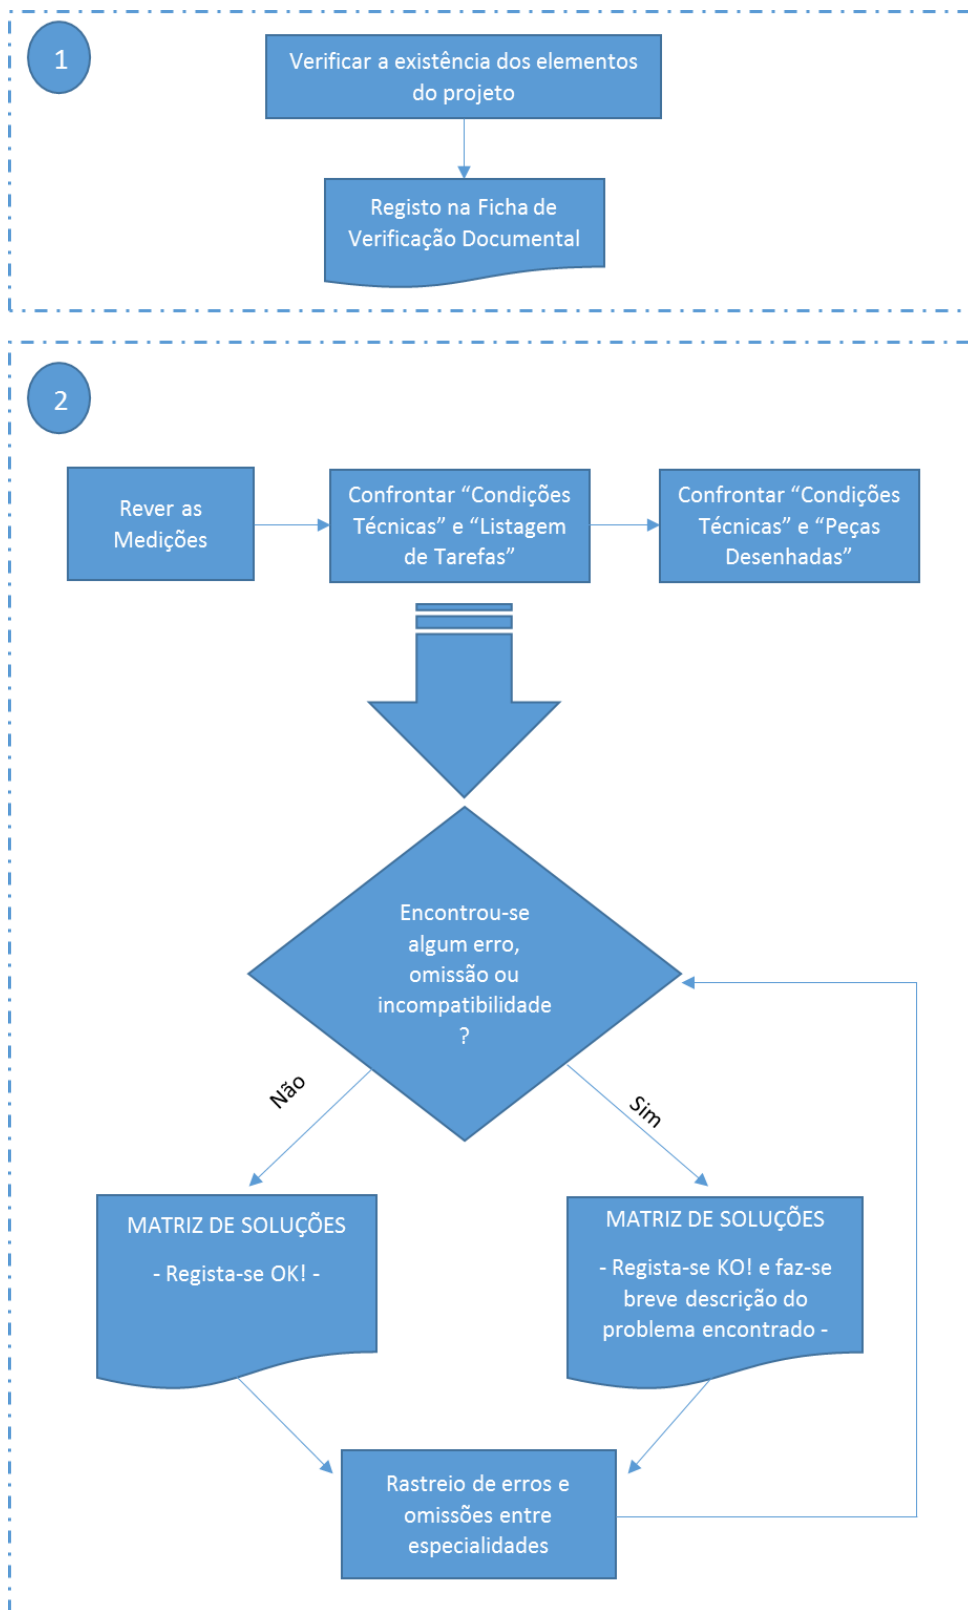 1
Verificar a existência dos elementos
do projeto
Registo na Ficha de
Verificação Documental
2
Rever as
Medições
Confrontar “Condições
Técnicas” e “Listagem
de Tarefas”
Confrontar “Condições
Técnicas” e “Peças
Desenhadas”
Encontrou-se
algum erro,
omissão ou
incompatibilidade
?
Não
Sim
MATRIZ DE SOLUÇÕES
- Regista-se OK! -
MATRIZ DE SOLUÇÕES
- Regista-se KO! e faz-se
breve descrição do
problema encontrado -
Rastreio de erros e
omissões entre
especialidades